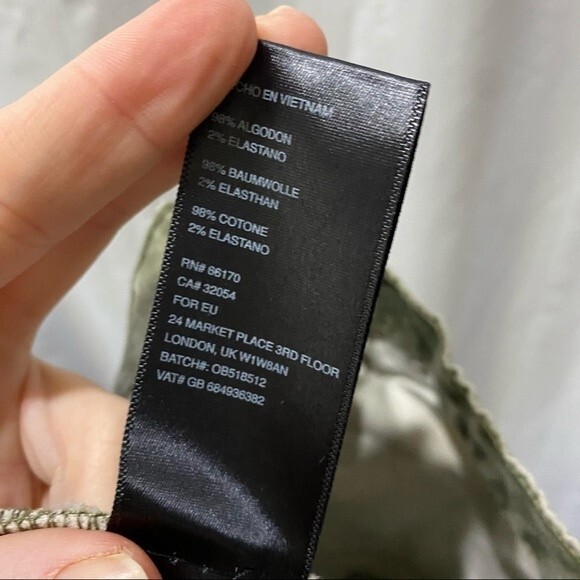 CHO EN VIETNAM
98% ALGODON
2% ELASTANO
98% BAUMWOLLE
2% ELASTHAN
98% COTONE
2% ELASTANO
RN# 66170
CA# 32054
FOR EU
24 MARKET PLACE 3RD FLOOR
LONDON, UK W1W8AN
BATCH#: OB518512
VAT# GB 684936382